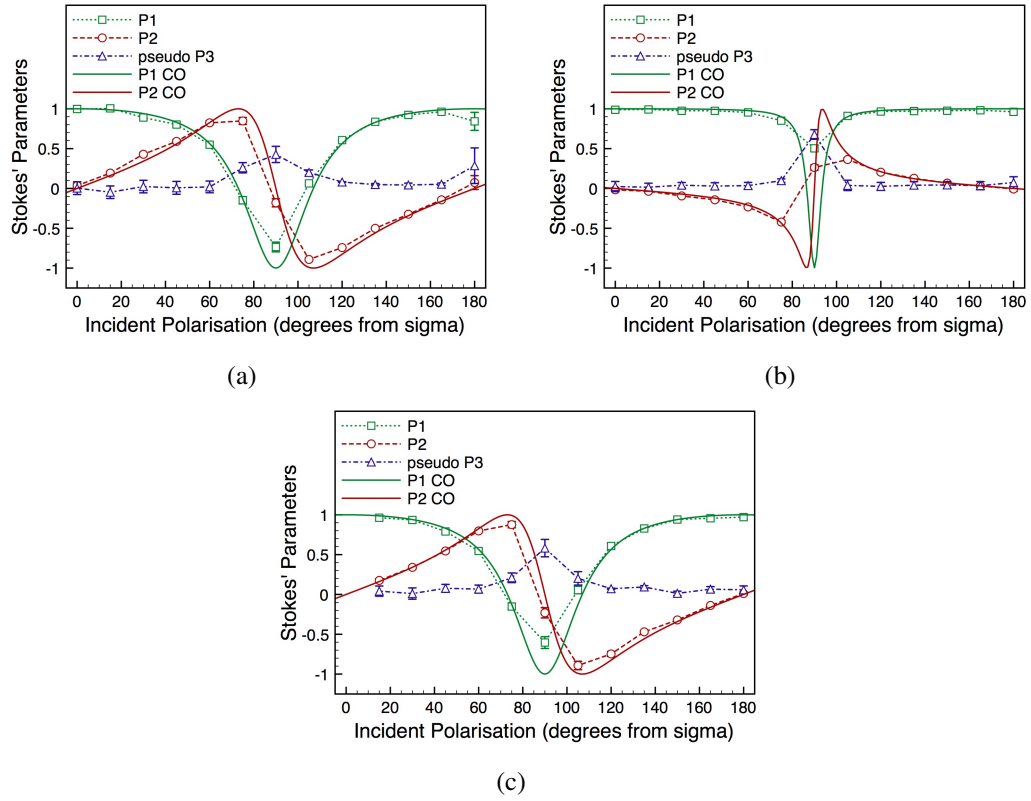 P1
P2
pseudo P3
P1 CO
P2 CO
Stokes' Parameters
1
0.5
0
-0.5
-1
0 20 40 60 80 100 120 140 160 180
Incident Polarisation (degrees from sigma)
(a)
P1
P2
pseudo P3
P1 CO
P2 CO
Stokes' Parameters
1
0.5
0
-0.5
-1
0 20 40 60 80 100 120 140 160 180
Incident Polarisation (degrees from sigma)
(b)
P1
P2
pseudo P3
P1 CO
P2 CO
Stokes' Parameters
1
0.5
0
-0.5
-1
0 20 40 60 80 100 120 140 160 180
Incident Polarisation (degrees from sigma)
(c)